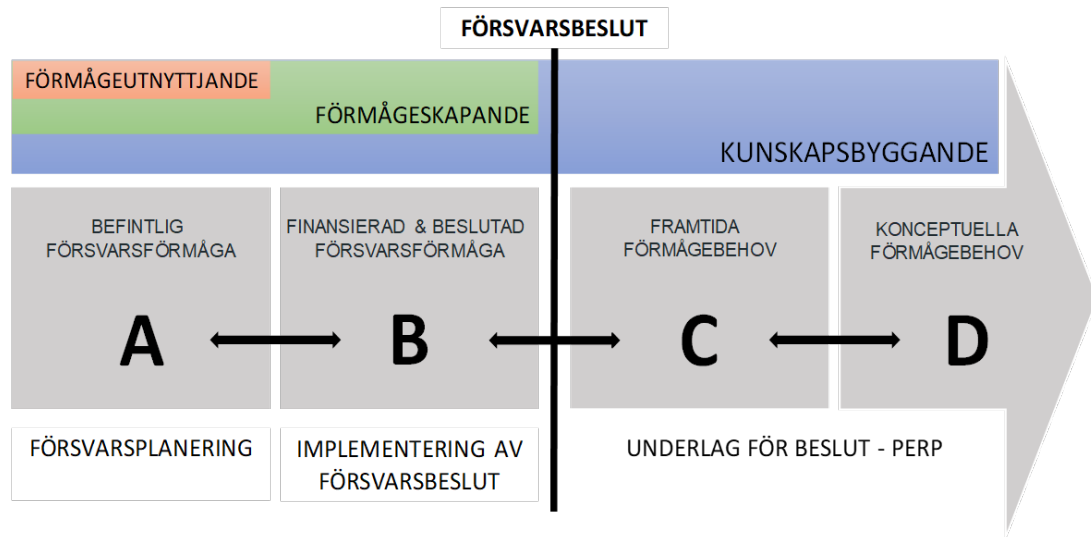 FÖRSVARSBESLUT
FÖRMÅGEUTNYTTJANDE
FÖRMÅGESKAPANDE
KUNSKAPSBYGGANDE
BEFINTLIG
FÖRSVARSFÖRMÅGA
A
FINANSIERAD & BESLUTAD
FÖRSVARSFÖRMÅGA
B
FRAMTIDA
FÖRMÅGEBEHOV
C
KONCEPTUELLA
FÖRMÅGEBEHOV
D
FÖRSVARSPLANERING
IMPLEMENTERING AV
FÖRSVARSBESLUT
UNDERLAG FÖR BESLUT - PERP